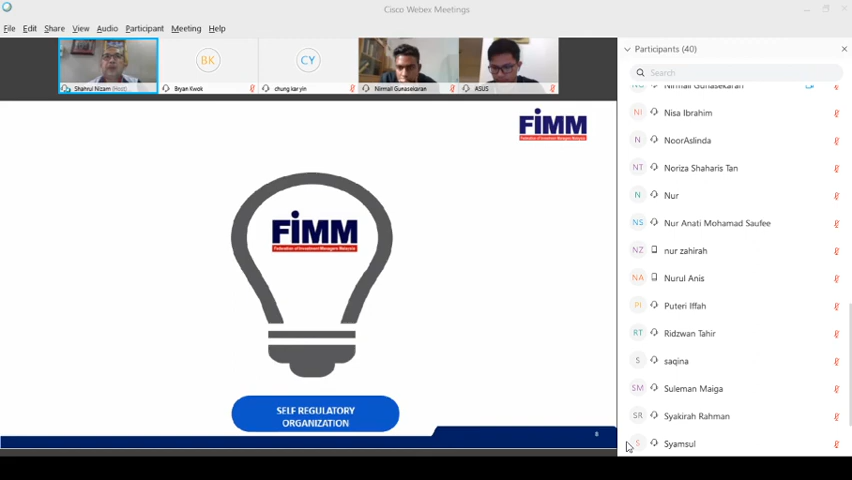 Cisco Webex Meetings
File Edit Share View Audio Participant Meeting Help
BK
CY
Shahrul Nizam (Host)
Bryan Kwok
chung kar yin
Nirmall Gunasekaran
ASUS
Participants (40)
Search
Nirmall Gunasekaran
NI Nisa Ibrahim
N NoorAslinda
NT Noriza Shaharis Tan
N Nur
NS Nur Anati Mohamad Saufee
NZ nur zahirah
NA Nurul Anis
PI Puteri Iffah
RT Ridzwan Tahir
S saqina
SM Suleman Maiga
SR Syakirah Rahman
S Syamsul
FiMM
Federation of Investment Managers Malaysia
FiMM
Federation of Investment Managers Malaysia
SELF REGULATORY
ORGANIZATION
8